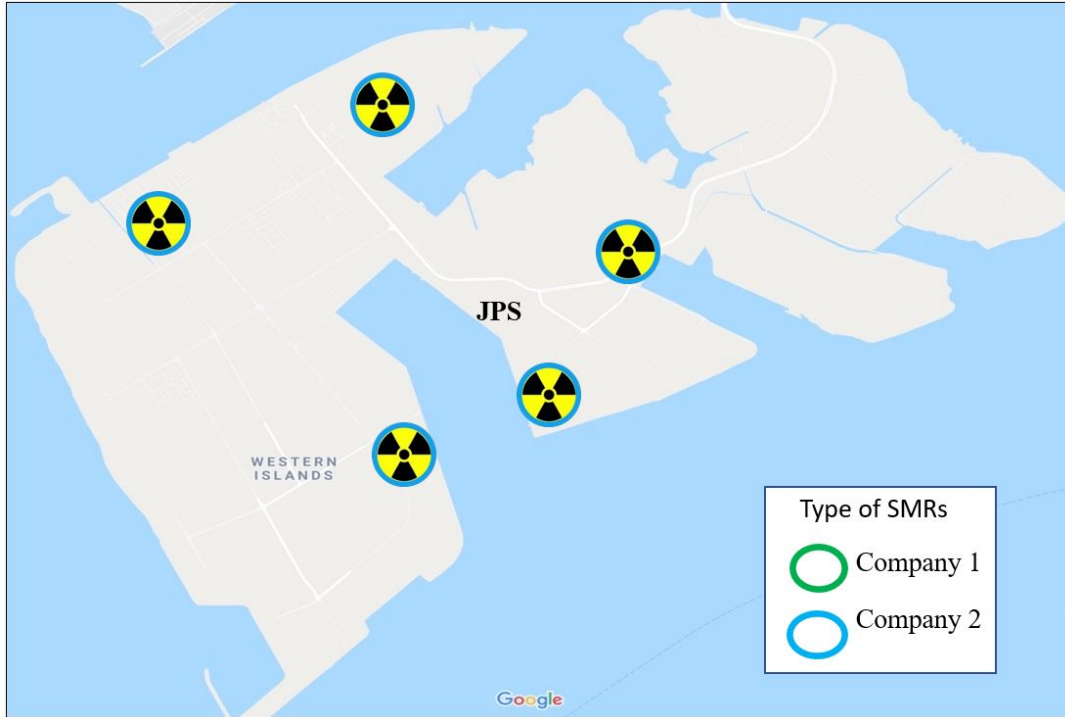 JPS
WESTERN
ISLANDS
Type of SMRs
Company 1
Company 2
Google